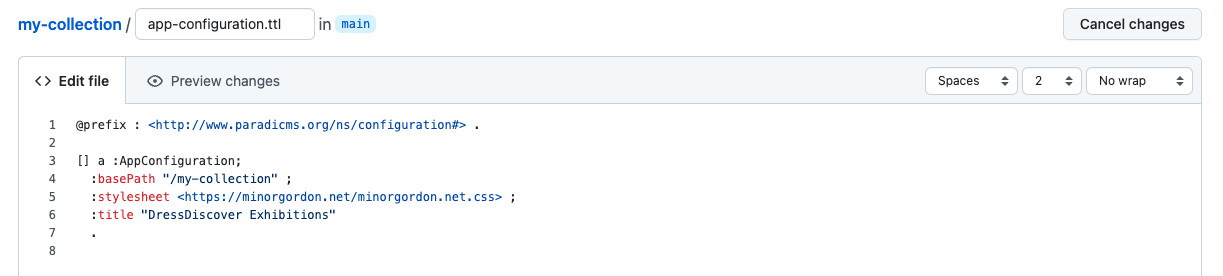 my-collection / app-configuration.ttl in main Cancel changes
Edit file Preview changes Spaces 2 No wrap
1 @prefix : <http://www.paradicms.org/ns/configuration#> .
2
3 [] a :AppConfiguration;
4   :basePath "/my-collection" ;
5   :stylesheet <https://minorgordon.net/minorgordon.net.css> ;
6   :title "DressDiscover Exhibitions"
7   .
8